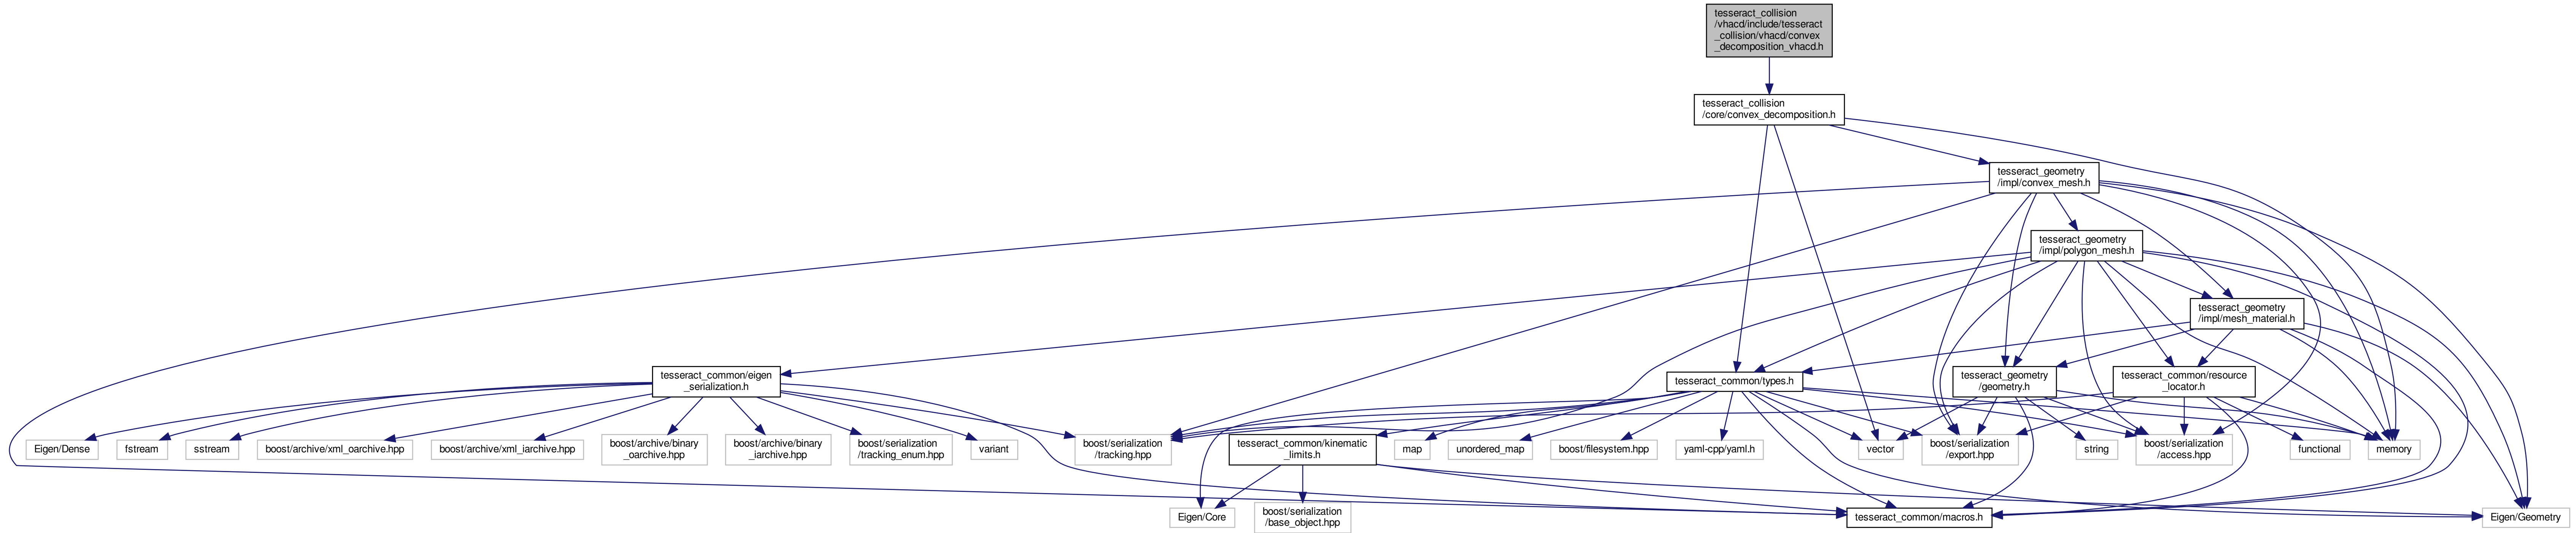 tesseract_collision
/vhacd/include/tesseract
_collision/vhacd/convex
_decomposition_vhacd.h
tesseract_collision
/core/convex_decomposition.h
tesseract_geometry
/impl/convex_mesh.h
tesseract_geometry
/impl/polygon_mesh.h
tesseract_geometry
/impl/mesh_material.h
tesseract_common/eigen
_serialization.h
tesseract_common/types.h
tesseract_geometry
/geometry.h
tesseract_common/resource
_locator.h
Eigen/Dense
fstream
sstream
boost/archive/xml_oarchive.hpp
boost/archive/xml_iarchive.hpp
boost/archive/binary
_oarchive.hpp
boost/archive/binary
_iarchive.hpp
boost/serialization
/tracking_enum.hpp
variant
boost/serialization
/tracking.hpp
tesseract_common/kinematic
_limits.h
map
unordered_map
boost/filesystem.hpp
yaml-cpp/yaml.h
vector
boost/serialization
/export.hpp
string
boost/serialization
/access.hpp
functional
memory
Eigen/Core
boost/serialization
/base_object.hpp
tesseract_common/macros.h
Eigen/Geometry